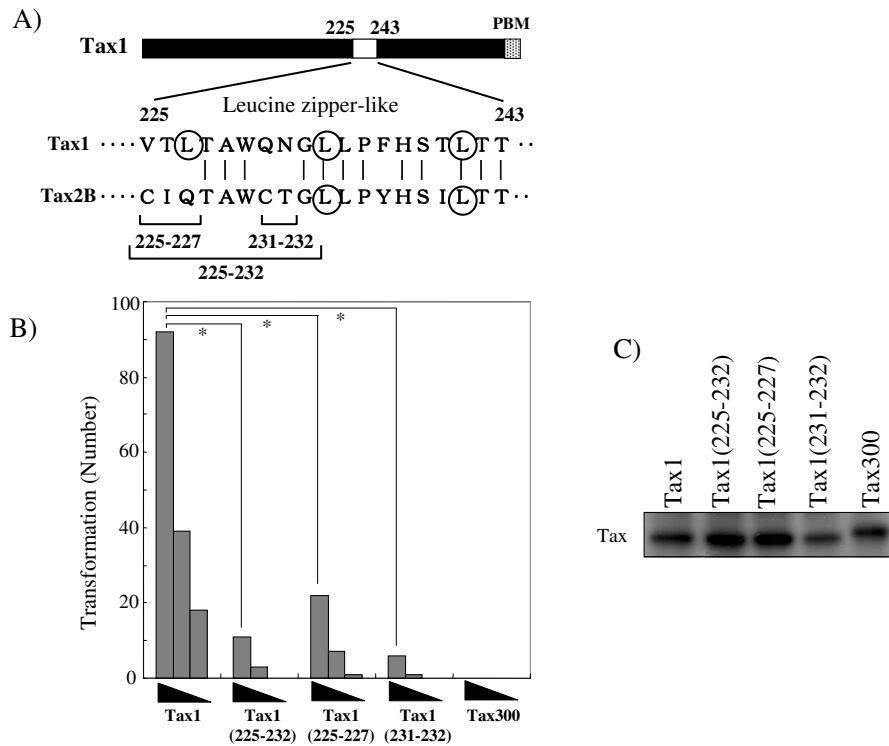 A)
PBM
225 243
Tax1
Leucine zipper-like
225 243
Tax1 ···· V T L T A W Q N G L L P F H S T L T T ··
Tax2B ···· C I Q T A W C T G L L P Y H S I L T T ··
225-227 231-232
225-232
B)
Transformation (Number)
100
80
60
40
20
0
* * *
Tax1 Tax1 Tax1 Tax1 Tax300
(225-232) (225-227) (231-232)
C)
Tax1
Tax1(225-232)
Tax1(225-227)
Tax1(231-232)
Tax300
Tax